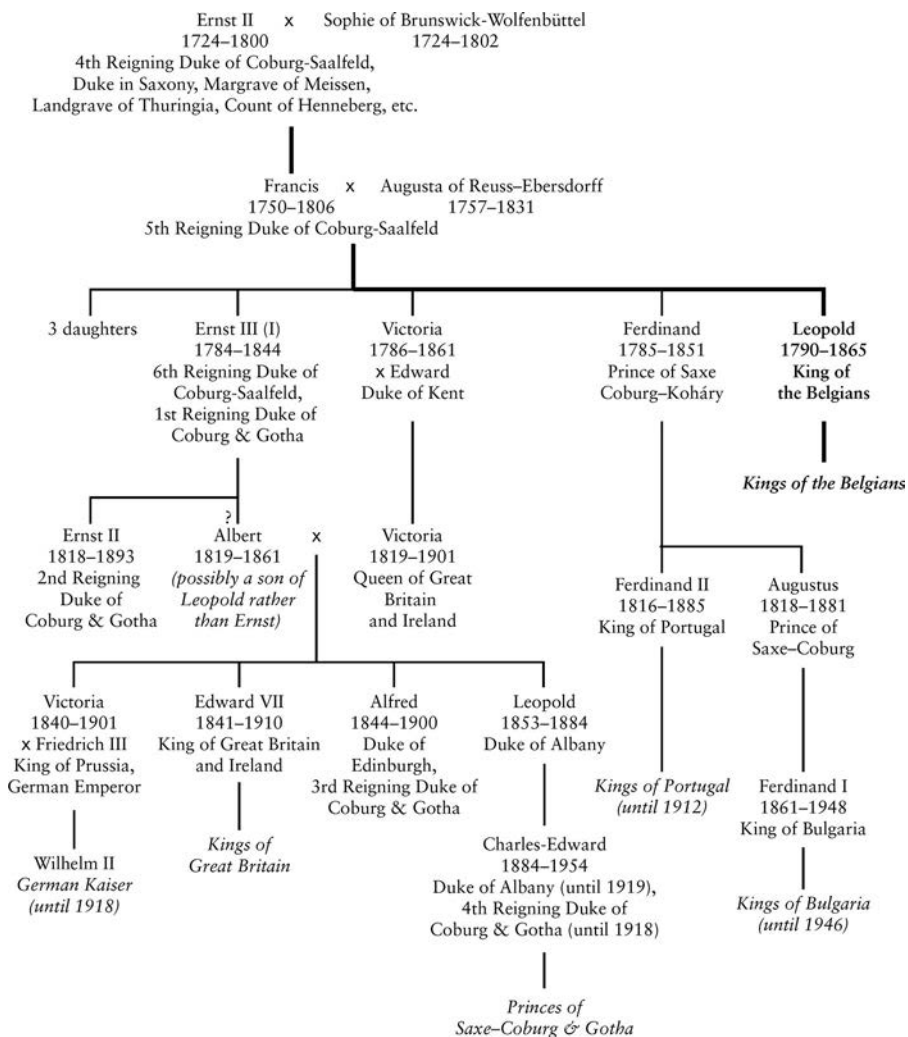 Ernst II x Sophie of Brunswick-Wolfenbüttel
1724–1800 1724–1802
4th Reigning Duke of Coburg-Saalfeld,
Duke in Saxony, Margrave of Meissen,
Landgrave of Thuringia, Count of Henneberg, etc.
Francis x Augusta of Reuss–Ebersdorff
1750–1806 1757–1831
5th Reigning Duke of Coburg-Saalfeld
3 daughters
Ernst III (I)
1784–1844
6th Reigning Duke of
Coburg-Saalfeld,
1st Reigning Duke of
Coburg & Gotha
Victoria
1786–1861
x Edward
Duke of Kent
Ferdinand
1785–1851
Prince of Saxe
Coburg–Koháry
Leopold
1790–1865
King of
the Belgians
Kings of the Belgians
Ernst II
1818–1893
2nd Reigning
Duke of
Coburg & Gotha
?
Albert
1819–1861
(possibly a son of
Leopold rather
than Ernst)
x
Victoria
1819–1901
Queen of Great
Britain
and Ireland
Ferdinand II
1816–1885
King of Portugal
Augustus
1818–1881
Prince of
Saxe–Coburg
Victoria
1840–1901
x Friedrich III
King of Prussia,
German Emperor
Edward VII
1841–1910
King of Great Britain
and Ireland
Alfred
1844–1900
Duke of
Edinburgh,
3rd Reigning Duke of
Coburg & Gotha
Leopold
1853–1884
Duke of Albany
Kings of Portugal
(until 1912)
Ferdinand I
1861–1948
King of Bulgaria
Wilhelm II
German Kaiser
(until 1918)
Kings of
Great Britain
Charles-Edward
1884–1954
Duke of Albany (until 1919),
4th Reigning Duke of
Coburg & Gotha (until 1918)
Kings of Bulgaria
(until 1946)
Princes of
Saxe–Coburg & Gotha